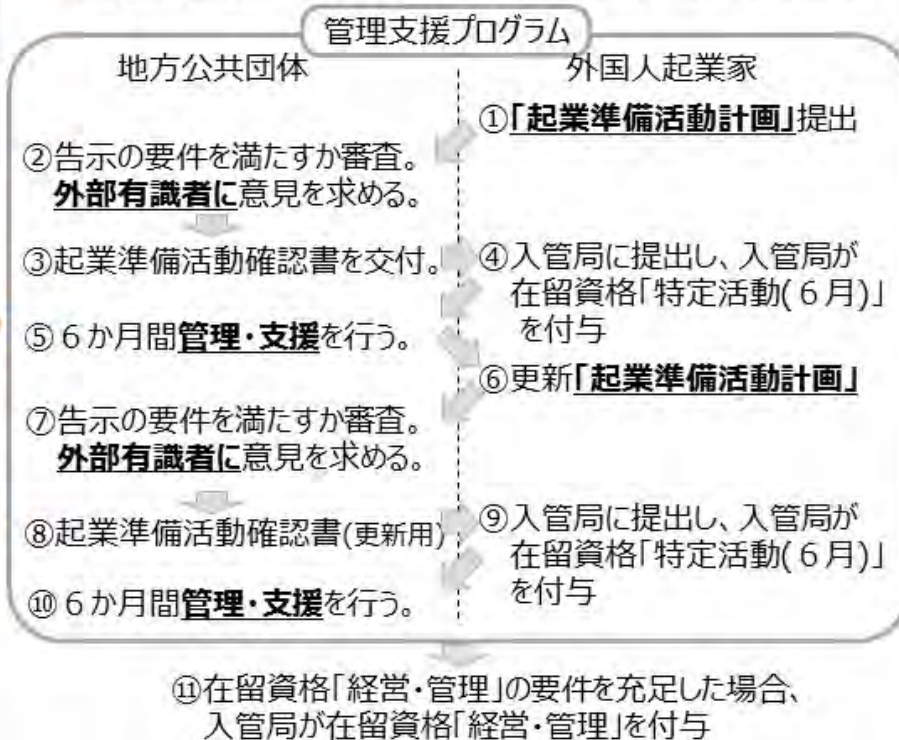 管理支援プログラム
地方公共団体
外国人起業家
①「起業準備活動計画」提出
②告示の要件を満たすか審査。
外部有識者に意見を求める。
③起業準備活動確認書を交付。
④入管局に提出し、入管局が
在留資格「特定活動(６月)」
を付与
⑤６か月間管理・支援を行う。
⑥更新「起業準備活動計画」
⑦告示の要件を満たすか審査。
外部有識者に意見を求める。
⑧起業準備活動確認書(更新用)
⑨入管局に提出し、入管局が
在留資格「特定活動(６月)」
を付与
⑩６か月間管理・支援を行う。
⑪在留資格「経営・管理」の要件を充足した場合、
入管局が在留資格「経営・管理」を付与